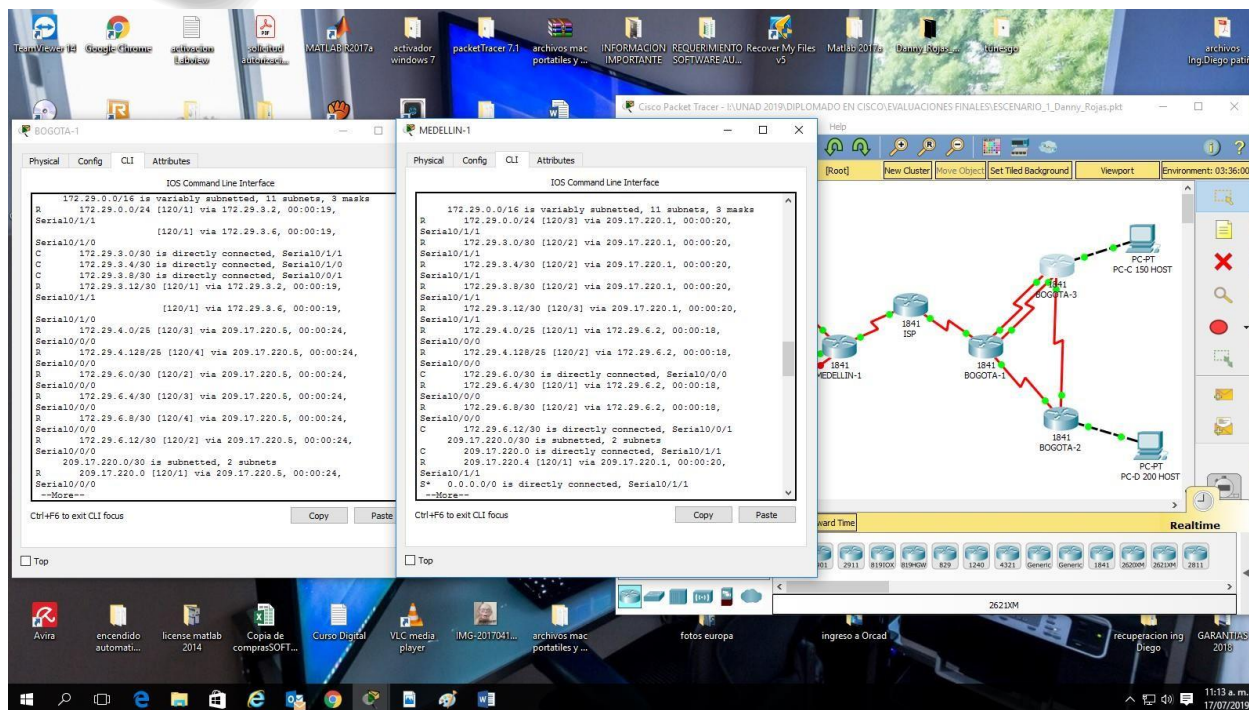 TeamViewer 14
Google Chrome
activacion Labview
solicitud autorizaci...
MATLAB R2017a
activador windows 7
packetTracer 7.1
archivos mac portatiles y ...
INFORMACION IMPORTANTE
REQUERIMIENTO SOFTWARE AU...
Recover My Files v5
Matlab 2017a
Danny_Rojas_...
archivos Ing.Diego patiñ
BOGOTA-1
Physical Config CLI Attributes
IOS Command Line Interface
172.29.0.0/16 is variably subnetted, 11 subnets, 3 masks
R 172.29.0.0/24 [120/1] via 172.29.3.2, 00:00:19,
Serial0/1/1
[120/1] via 172.29.3.6, 00:00:19,
Serial0/1/0
C 172.29.3.0/30 is directly connected, Serial0/1/1
C 172.29.3.4/30 is directly connected, Serial0/1/0
C 172.29.3.8/30 is directly connected, Serial0/0/1
R 172.29.3.12/30 [120/1] via 172.29.3.2, 00:00:19,
Serial0/1/1
[120/1] via 172.29.3.6, 00:00:19,
Serial0/1/0
R 172.29.4.0/25 [120/3] via 209.17.220.5, 00:00:24,
Serial0/0/0
R 172.29.4.128/25 [120/4] via 209.17.220.5, 00:00:24,
Serial0/0/0
R 172.29.6.0/30 [120/2] via 209.17.220.5, 00:00:24,
Serial0/0/0
R 172.29.6.4/30 [120/3] via 209.17.220.5, 00:00:24,
Serial0/0/0
R 172.29.6.8/30 [120/4] via 209.17.220.5, 00:00:24,
Serial0/0/0
R 172.29.6.12/30 [120/2] via 209.17.220.5, 00:00:24,
Serial0/0/0
209.17.220.0/30 is subnetted, 2 subnets
R 209.17.220.0 [120/1] via 209.17.220.5, 00:00:24,
Serial0/0/0
--More--
Ctrl+F6 to exit CLI focus
Copy Paste
Top
MEDELLIN-1
Physical Config CLI Attributes
IOS Command Line Interface
172.29.0.0/16 is variably subnetted, 11 subnets, 3 masks
R 172.29.0.0/24 [120/3] via 209.17.220.1, 00:00:20,
Serial0/1/1
R 172.29.3.0/30 [120/2] via 209.17.220.1, 00:00:20,
Serial0/1/1
R 172.29.3.4/30 [120/2] via 209.17.220.1, 00:00:20,
Serial0/1/1
R 172.29.3.8/30 [120/2] via 209.17.220.1, 00:00:20,
Serial0/1/1
R 172.29.3.12/30 [120/3] via 209.17.220.1, 00:00:20,
Serial0/1/1
R 172.29.4.0/25 [120/1] via 172.29.6.2, 00:00:18,
Serial0/0/0
R 172.29.4.128/25 [120/2] via 172.29.6.2, 00:00:18,
Serial0/0/0
C 172.29.6.0/30 is directly connected, Serial0/0/0
R 172.29.6.4/30 [120/1] via 172.29.6.2, 00:00:18,
Serial0/0/0
R 172.29.6.8/30 [120/2] via 172.29.6.2, 00:00:18,
Serial0/0/0
C 172.29.6.12/30 is directly connected, Serial0/0/1
209.17.220.0/30 is subnetted, 2 subnets
C 209.17.220.0 is directly connected, Serial0/1/1
R 209.17.220.4 [120/1] via 209.17.220.1, 00:00:20,
Serial0/1/1
S* 0.0.0.0/0 is directly connected, Serial0/1/1
--More--
Ctrl+F6 to exit CLI focus
Copy Paste
Top
Cisco Packet Tracer - I:\UNAD 2019\DIPLOMADO EN CISCO\EVALUACIONES FINALES\ESCENARIO_1_Danny_Rojas.pkt
Help
[Root] New Cluster Move Object Set Tiled Background Viewport Environment: 03:36:00
PC-PT
PC-C 150 HOST
BOGOTA-3
1841
ISP
1841
MEDELLIN-1
1841
BOGOTA-1
1841
BOGOTA-2
PC-PT
PC-D 200 HOST
ward Time
Realtime
2911 819IOX 819HGW 829 1240 4321 Generic Generic 1841 2620XM 2621XM 2811
2621XM
Avira
encendido automati...
license matlab 2014
Copia de comprasSOFT...
Curso Digital
VLC media player
IMG-2017041...
archivos mac portatiles y ...
fotos europa
ingreso a Orcad
recuperacion ing Diego
GARANTIAS 2018
11:13 a. m.
17/07/2019